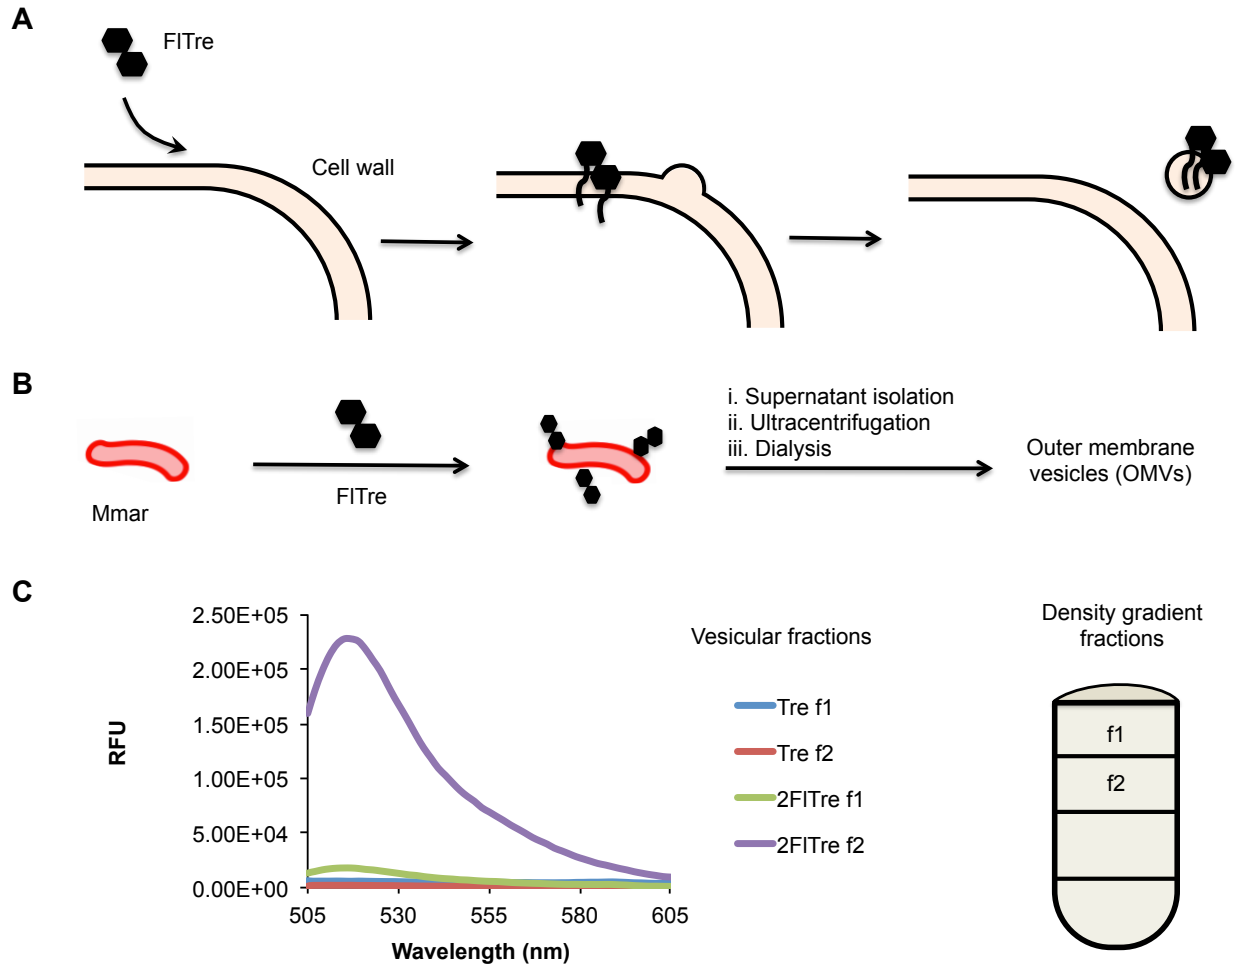 A
FlTre
Cell wall
B
Mmar
FlTre
i. Supernatant isolation
ii. Ultracentrifugation
iii. Dialysis
Outer membrane
vesicles (OMVs)
C
2.50E+05
2.00E+05
1.50E+05
1.00E+05
5.00E+04
0.00E+00
RFU
505 530 555 580 605
Wavelength (nm)
Vesicular fractions
Tre f1
Tre f2
2FlTre f1
2FlTre f2
Density gradient
fractions
f1
f2